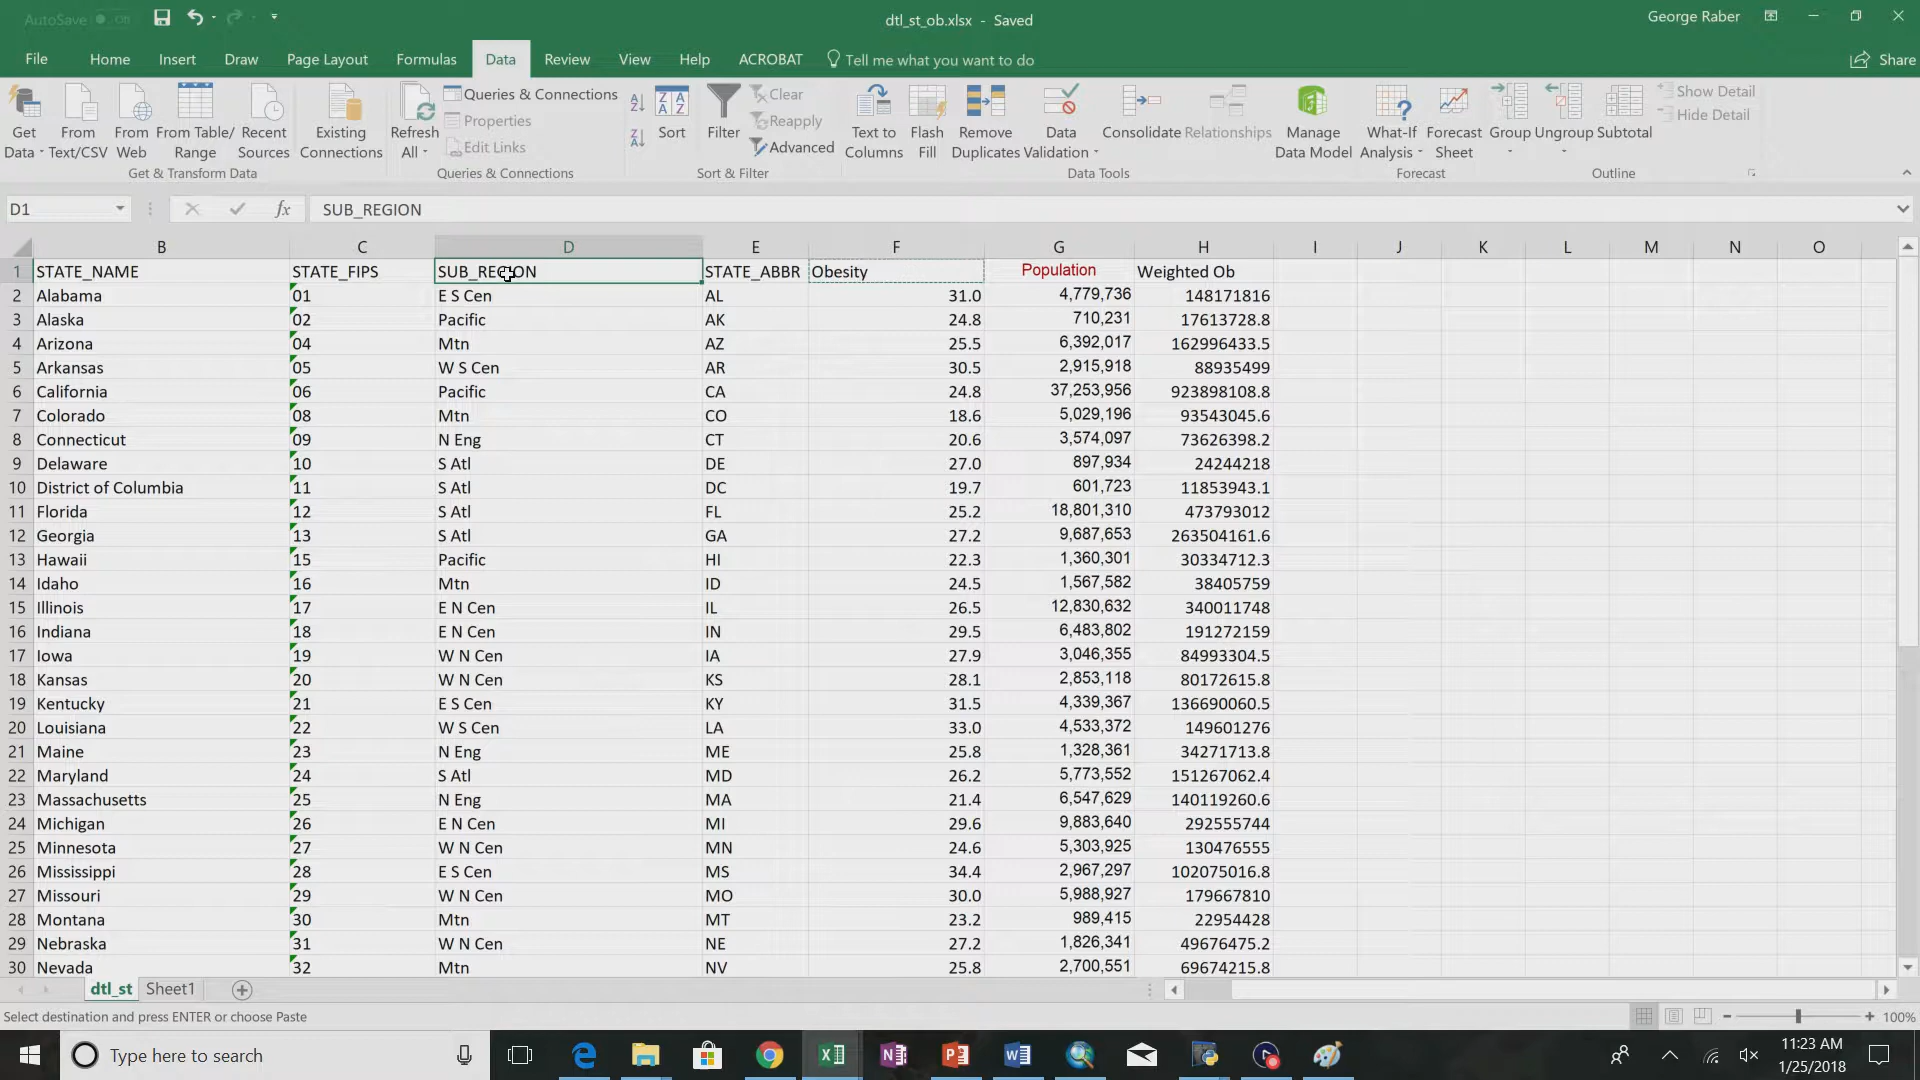 AutoSave On
dtl_st_ob.xlsx - Saved
George Raber
File Home Insert Draw Page Layout Formulas Data Review View Help ACROBAT Tell me what you want to do Share
Get Data
From Text/CSV
From Web
From Table/Range
Recent Sources
Existing Connections
Get & Transform Data
Refresh All
Queries & Connections
Properties
Edit Links
Queries & Connections
Sort
Filter
Clear
Reapply
Advanced
Sort & Filter
Text to Columns
Flash Fill
Remove Duplicates
Data Validation
Consolidate
Relationships
Manage Data Model
Data Tools
What-If Analysis
Forecast Sheet
Forecast
Group
Ungroup
Subtotal
Show Detail
Hide Detail
Outline
D1 fx SUB_REGION
B C D E F G H I J K L M N O
1 STATE_NAME STATE_FIPS SUB_REGION STATE_ABBR Obesity Population Weighted Ob
2 Alabama 01 E S Cen AL 31.0 4,779,736 148171816
3 Alaska 02 Pacific AK 24.8 710,231 17613728.8
4 Arizona 04 Mtn AZ 25.5 6,392,017 162996433.5
5 Arkansas 05 W S Cen AR 30.5 2,915,918 88935499
6 California 06 Pacific CA 24.8 37,253,956 923898108.8
7 Colorado 08 Mtn CO 18.6 5,029,196 93543045.6
8 Connecticut 09 N Eng CT 20.6 3,574,097 73626398.2
9 Delaware 10 S Atl DE 27.0 897,934 24244218
10 District of Columbia 11 S Atl DC 19.7 601,723 11853943.1
11 Florida 12 S Atl FL 25.2 18,801,310 473793012
12 Georgia 13 S Atl GA 27.2 9,687,653 263504161.6
13 Hawaii 15 Pacific HI 22.3 1,360,301 30334712.3
14 Idaho 16 Mtn ID 24.5 1,567,582 38405759
15 Illinois 17 E N Cen IL 26.5 12,830,632 340011748
16 Indiana 18 E N Cen IN 29.5 6,483,802 191272159
17 Iowa 19 W N Cen IA 27.9 3,046,355 84993304.5
18 Kansas 20 W N Cen KS 28.1 2,853,118 80172615.8
19 Kentucky 21 E S Cen KY 31.5 4,339,367 136690060.5
20 Louisiana 22 W S Cen LA 33.0 4,533,372 149601276
21 Maine 23 N Eng ME 25.8 1,328,361 34271713.8
22 Maryland 24 S Atl MD 26.2 5,773,552 151267062.4
23 Massachusetts 25 N Eng MA 21.4 6,547,629 140119260.6
24 Michigan 26 E N Cen MI 29.6 9,883,640 292555744
25 Minnesota 27 W N Cen MN 24.6 5,303,925 130476555
26 Mississippi 28 E S Cen MS 34.4 2,967,297 102075016.8
27 Missouri 29 W N Cen MO 30.0 5,988,927 179667810
28 Montana 30 Mtn MT 23.2 989,415 22954428
29 Nebraska 31 W N Cen NE 27.2 1,826,341 49676475.2
30 Nevada 32 Mtn NV 25.8 2,700,551 69674215.8
dtl_st Sheet1
Select destination and press ENTER or choose Paste
100%
Type here to search
11:23 AM
1/25/2018